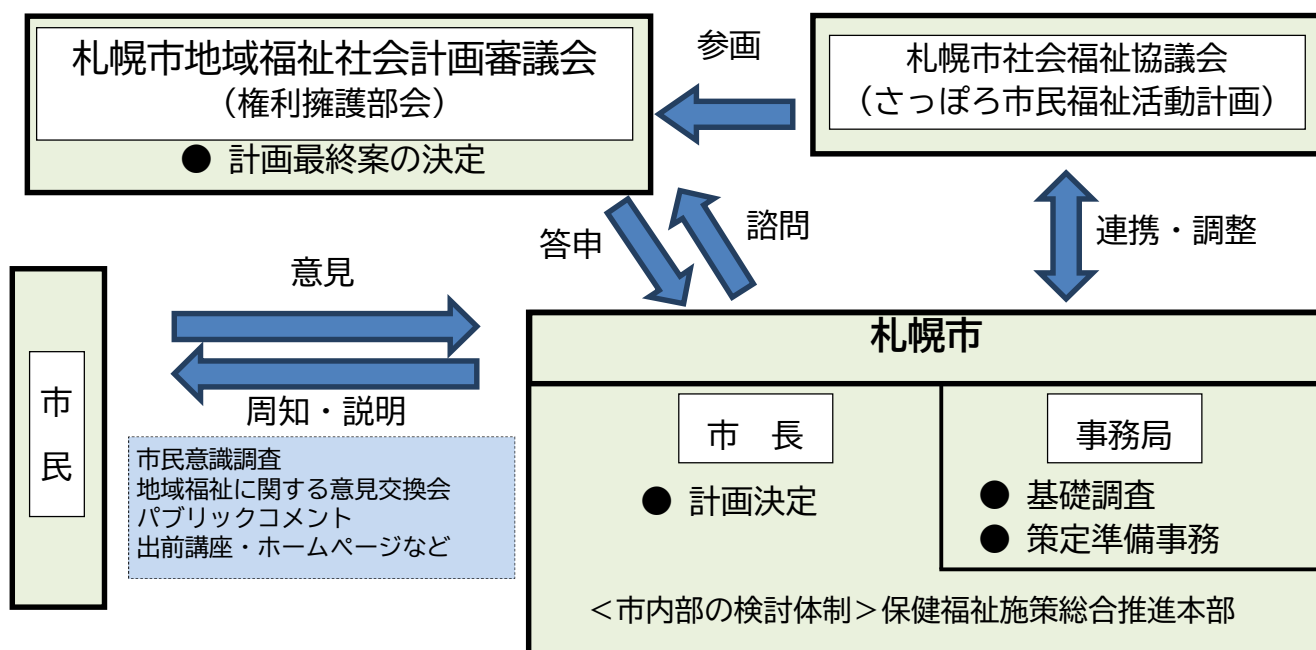 札幌市地域福祉社会計画審議会
（権利擁護部会）
● 計画最終案の決定
参画
札幌市社会福祉協議会
（さっぽろ市民福祉活動計画）
答申
諮問
連携・調整
意見
周知・説明
市民
市民意識調査
地域福祉に関する意見交換会
パブリックコメント
出前講座・ホームページなど
札幌市
市　長
● 計画決定
事務局
● 基礎調査
● 策定準備事務
＜市内部の検討体制＞保健福祉施策総合推進本部